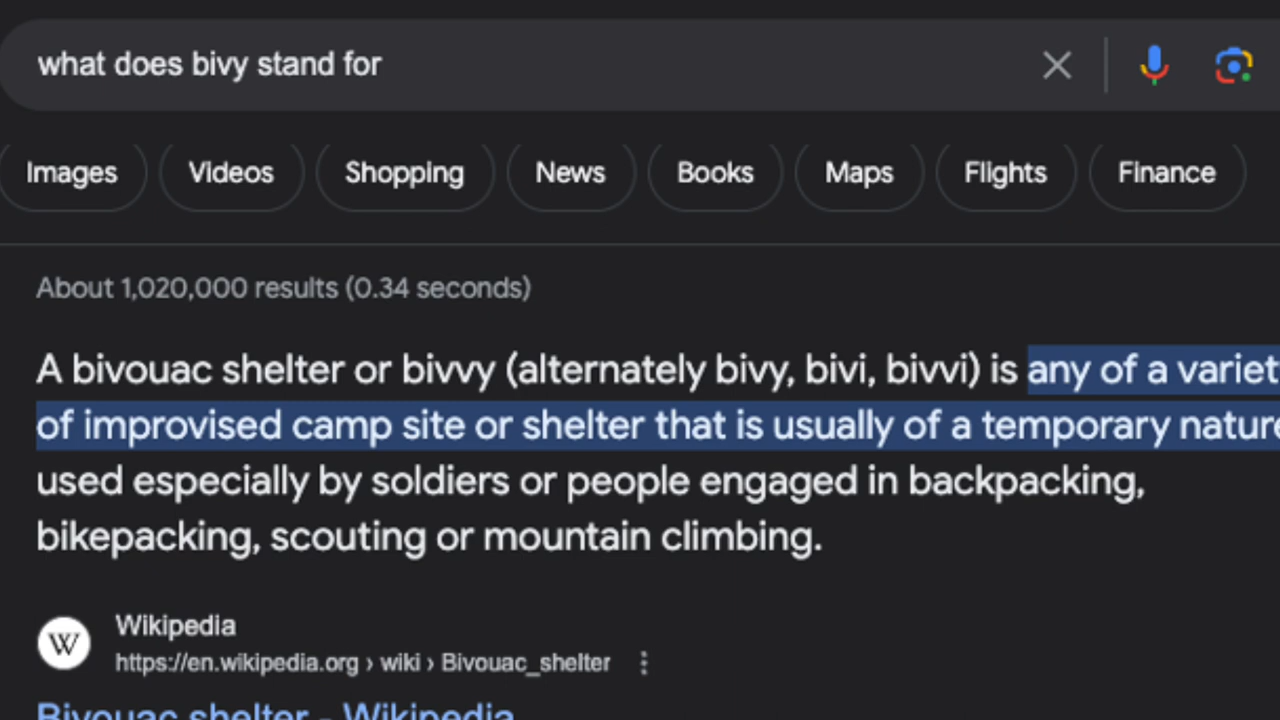 what does bivy stand for
Images Videos Shopping News Books Maps Flights Finance
About 1,020,000 results (0.34 seconds)
A bivouac shelter or bivvy (alternately bivy, bivi, bivvi) is any of a variet
of improvised camp site or shelter that is usually of a temporary nature
used especially by soldiers or people engaged in backpacking,
bikepacking, scouting or mountain climbing.
W
Wikipedia
https://en.wikipedia.org › wiki › Bivouac_shelter
Bivouac shelter - Wikipedia